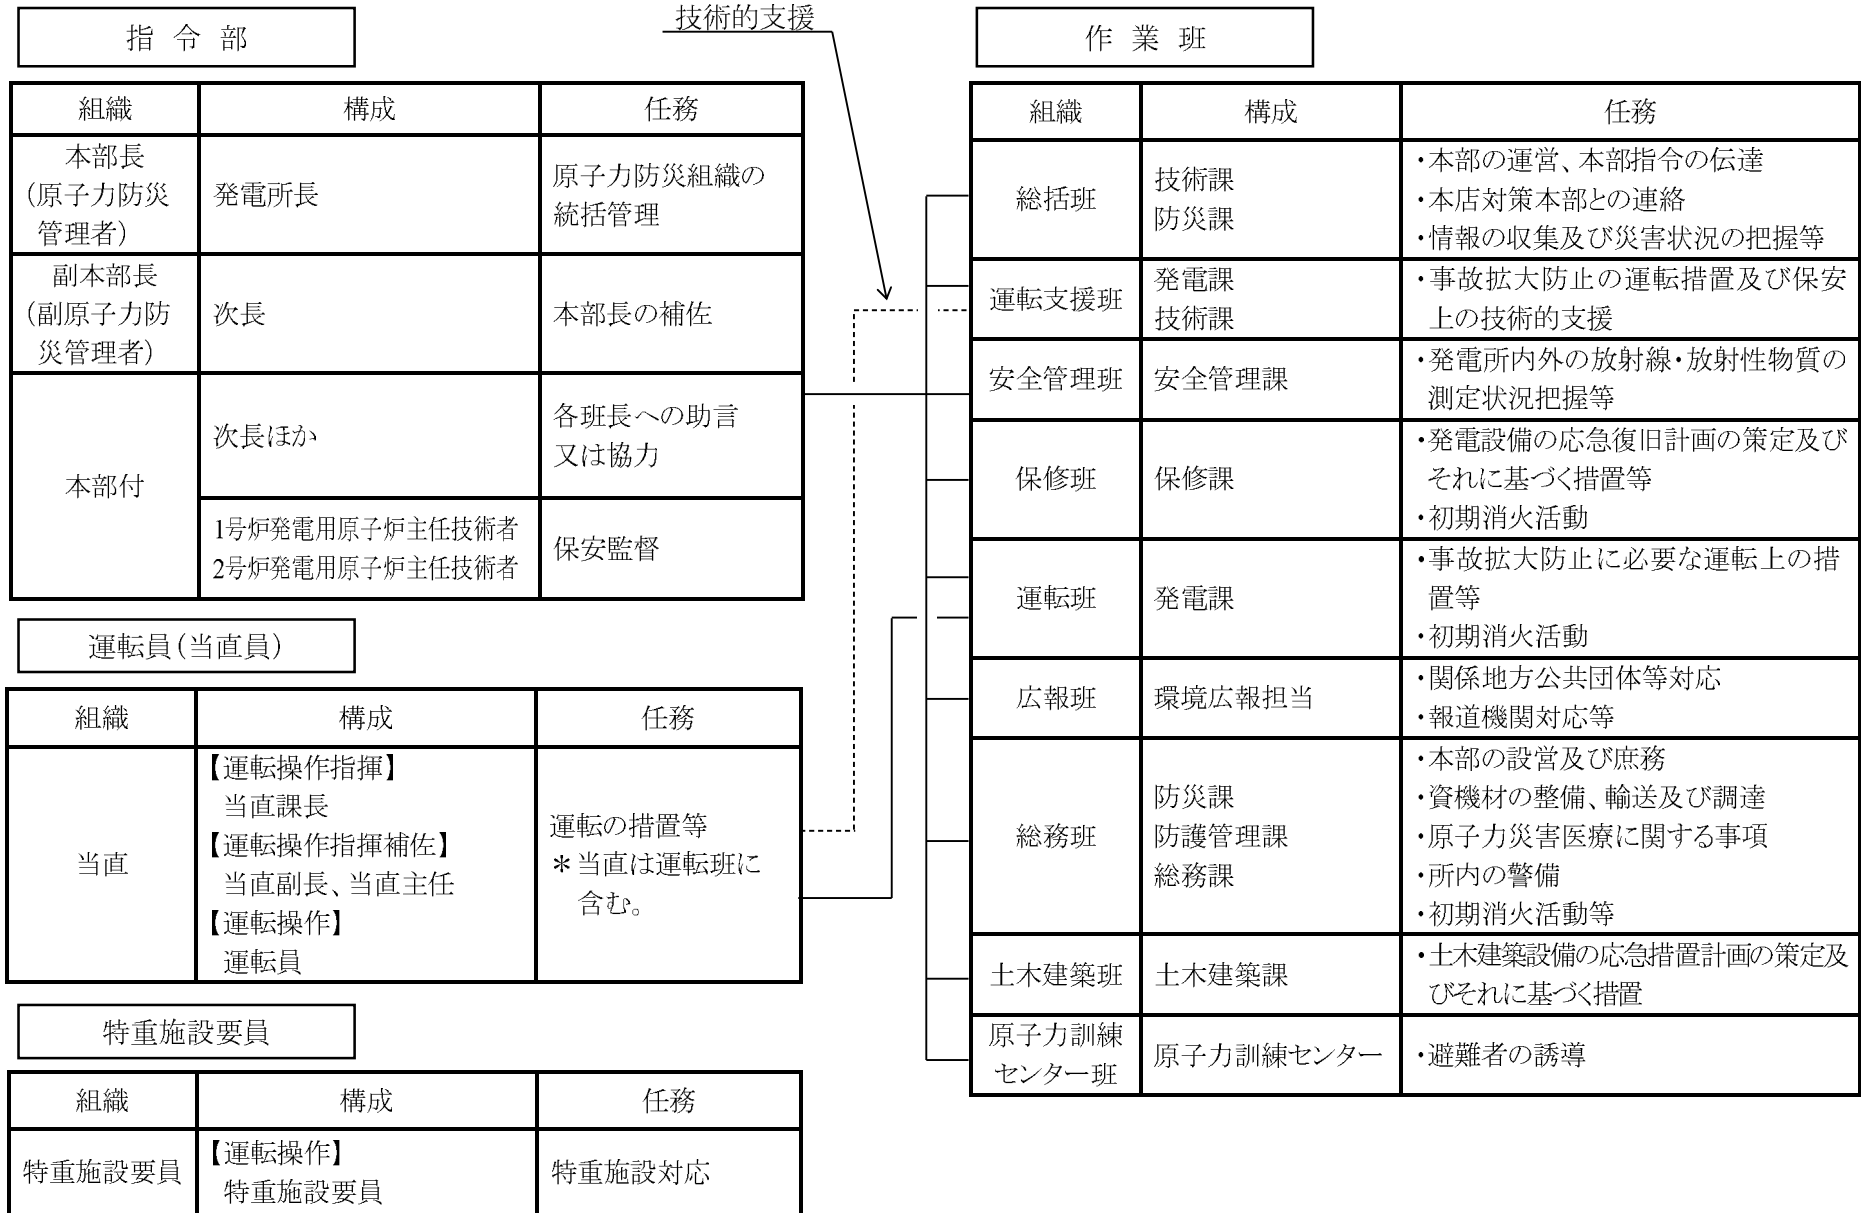 指 令 部
組織 構成 任務
本部長
(原子力防災
管理者)
発電所長
原子力防災組織の
統括管理
副本部長
(副原子力防
災管理者)
次長
本部長の補佐
本部付
次長ほか
各班長への助言
又は協力
1号炉発電用原子炉主任技術者
2号炉発電用原子炉主任技術者
保安監督
運転員(当直員)
組織 構成 任務
当直
【運転操作指揮】
当直課長
【運転操作指揮補佐】
当直副長、当直主任
【運転操作】
運転員
運転の措置等
＊当直は運転班に
含む。
特重施設要員
組織 構成 任務
特重施設要員
【運転操作】
特重施設要員
特重施設対応
技術的支援
作 業 班
組織 構成 任務
総括班
技術課
防災課
・本部の運営、本部指令の伝達
・本店対策本部との連絡
・情報の収集及び災害状況の把握等
運転支援班
発電課
技術課
・事故拡大防止の運転措置及び保安
上の技術的支援
安全管理班
安全管理課
・発電所内外の放射線・放射性物質の
測定状況把握等
保修班
保修課
・発電設備の応急復旧計画の策定及び
それに基づく措置等
・初期消火活動
運転班
発電課
・事故拡大防止に必要な運転上の措
置等
・初期消火活動
広報班
環境広報担当
・関係地方公共団体等対応
・報道機関対応等
総務班
防災課
防護管理課
総務課
・本部の設営及び庶務
・資機材の整備、輸送及び調達
・原子力災害医療に関する事項
・所内の警備
・初期消火活動等
土木建築班
土木建築課
・土木建築設備の応急措置計画の策定及
びそれに基づく措置
原子力訓練
センター班
原子力訓練センター
・避難者の誘導